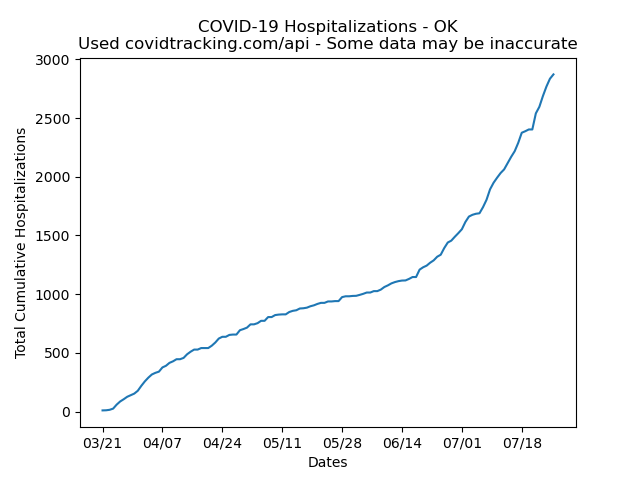 COVID-19 Hospitalizations - OK
Used covidtracking.com/api - Some data may be inaccurate
Total Cumulative Hospitalizations
3000
2500
2000
1500
1000
500
0
03/21 04/07 04/24 05/11 05/28 06/14 07/01 07/18
Dates